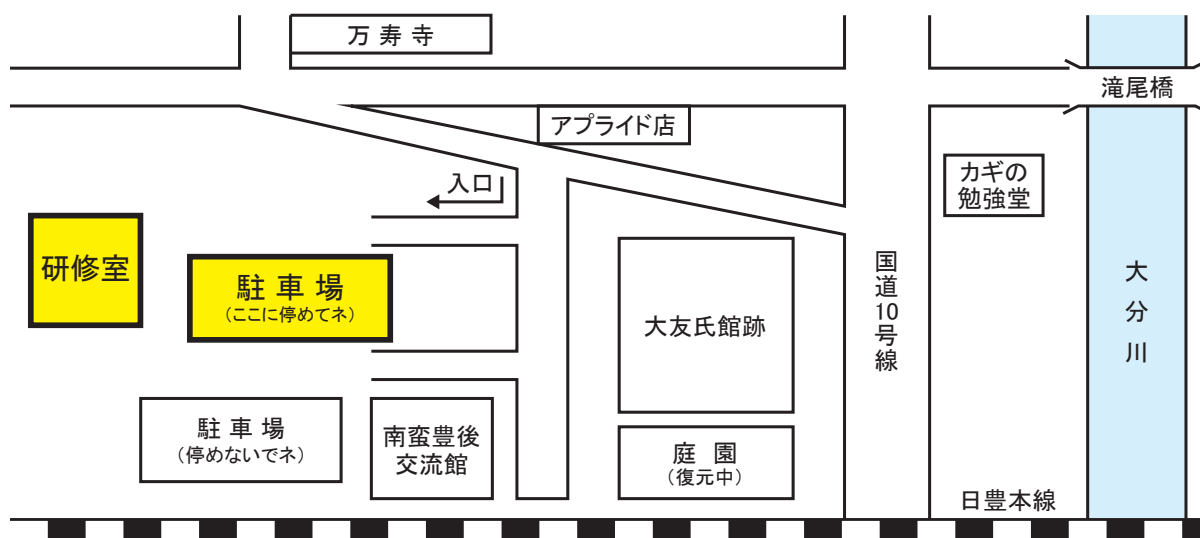 万寿寺
滝尾橋
アプライド店
カギの
勉強堂
入口
研修室
駐車場
(ここに停めてネ)
大友氏館跡
国道10号線
大分川
駐車場
(停めないでネ)
南蛮豊後
交流館
庭園
(復元中)
日豊本線